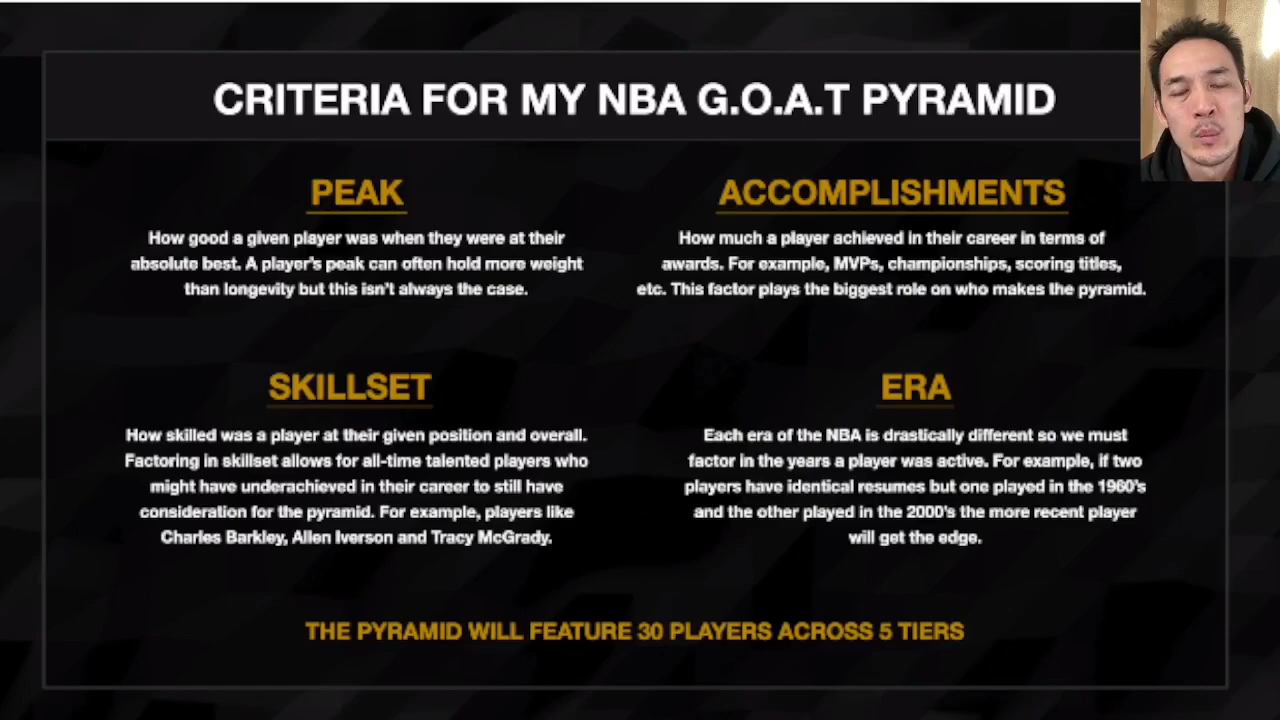 CRITERIA FOR MY NBA G.O.A.T PYRAMID
PEAK
How good a given player was when they were at their
absolute best. A player's peak can often hold more weight
than longevity but this isn't always the case.
ACCOMPLISHMENTS
How much a player achieved in their career in terms of
awards. For example, MVPs, championships, scoring titles,
etc. This factor plays the biggest role on who makes the pyramid.
SKILLSET
How skilled was a player at their given position and overall.
Factoring in skillset allows for all-time talented players who
might have underachieved in their career to still have
consideration for the pyramid. For example, players like
Charles Barkley, Allen Iverson and Tracy McGrady.
ERA
Each era of the NBA is drastically different so we must
factor in the years a player was active. For example, if two
players have identical resumes but one played in the 1960's
and the other played in the 2000's the more recent player
will get the edge.
THE PYRAMID WILL FEATURE 30 PLAYERS ACROSS 5 TIERS